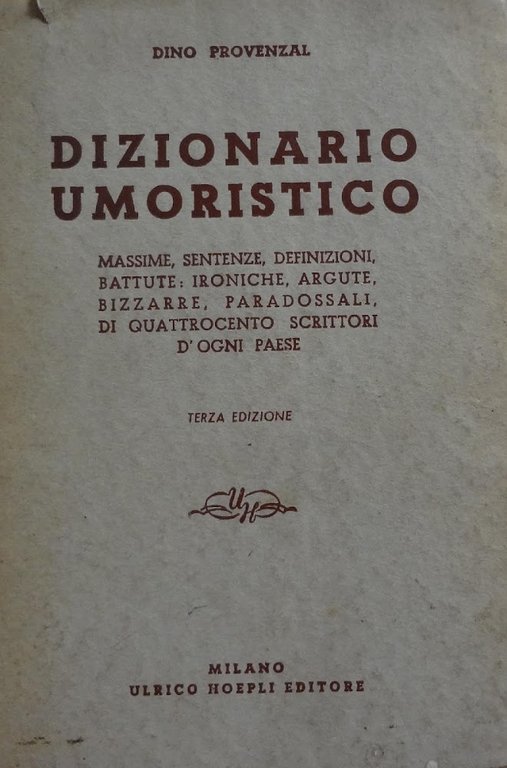 DINO PROVENZAL
DIZIONARIO
UMORISTICO
MASSIME, SENTENZE, DEFINIZIONI,
BATTUTE: IRONICHE, ARGUTE,
BIZZARRE, PARADOSSALI,
DI QUATTROCENTO SCRITTORI
D'OGNI PAESE
TERZA EDIZIONE
UH
MILANO
ULRICO HOEPLI EDITORE